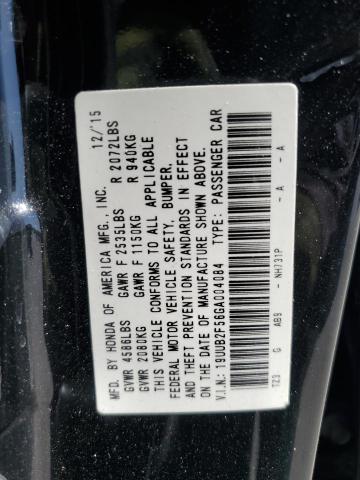 MFD. BY HONDA OF AMERICA MFG., INC. 12/'15
GVWR 4586LBS GAWR F 2535LBS R 2072LBS
GVWR 2080KG GAWR F 1150KG R 940KG
THIS VEHICLE CONFORMS TO ALL APPLICABLE
FEDERAL MOTOR VEHICLE SAFETY, BUMPER,
AND THEFT PREVENTION STANDARDS IN EFFECT
ON THE DATE OF MANUFACTURE SHOWN ABOVE.
V.I.N.: 19UUB2F56GA004084 TYPE: PASSENGER CAR
TZ3 G AB9 - NH731P - A - A